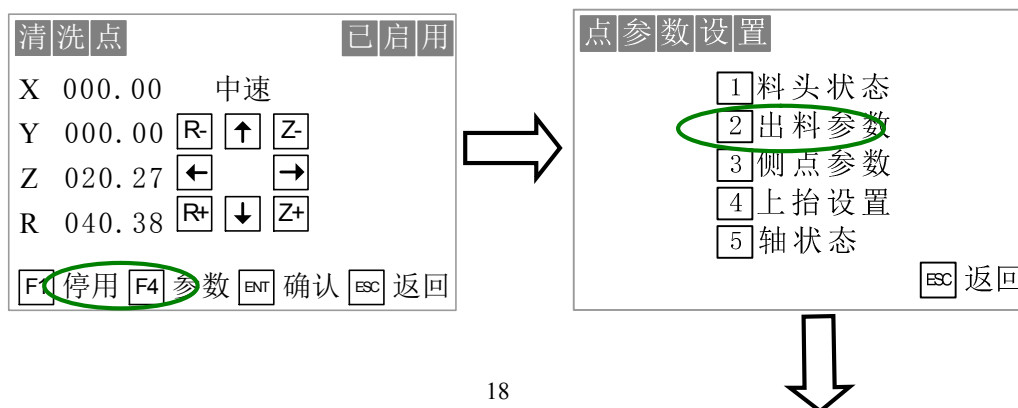 清洗点 已启用
X 000.00 中速
Y 000.00 R- ↑ Z-
Z 020.27 ← →
R 040.38 R+ ↓ Z+
F1 停用 F4 参数 ENT 确认 ESC 返回
点参数设置
1 料头状态
2 出料参数
3 侧点参数
4 上抬设置
5 轴状态
ESC 返回
18